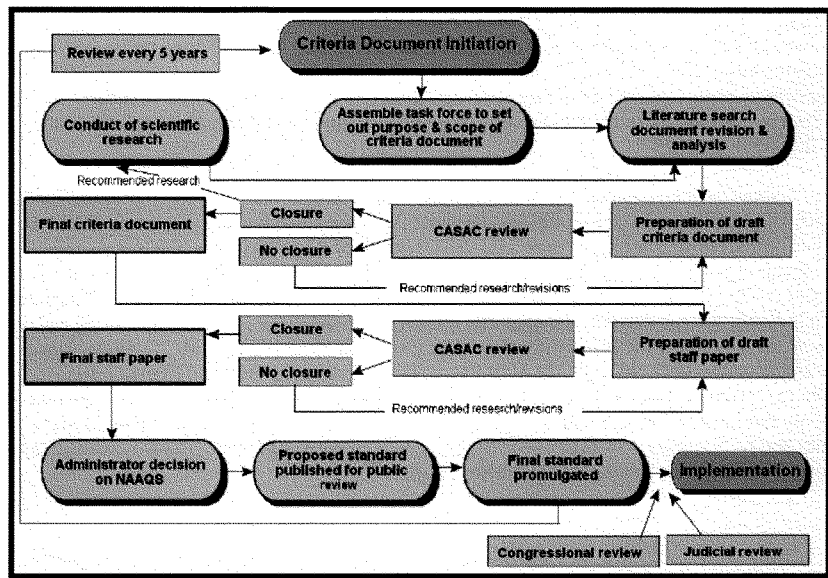 Review every 5 years
Criteria Document Initiation
Conduct of scientific
research
Assemble task force to set
out purpose & scope of
criteria document
Literature search
document revision &
analysis
Recommended research
Final criteria document
Closure
No closure
CASAC review
Preparation of draft
criteria document
Recommended research/revisions
Final staff paper
Closure
No closure
CASAC review
Preparation of draft
staff paper
Recommended research/revisions
Administrator decision
on NAAQS
Proposed standard
published for public
review
Final standard
promulgated
Implementation
Congressional review
Judicial review